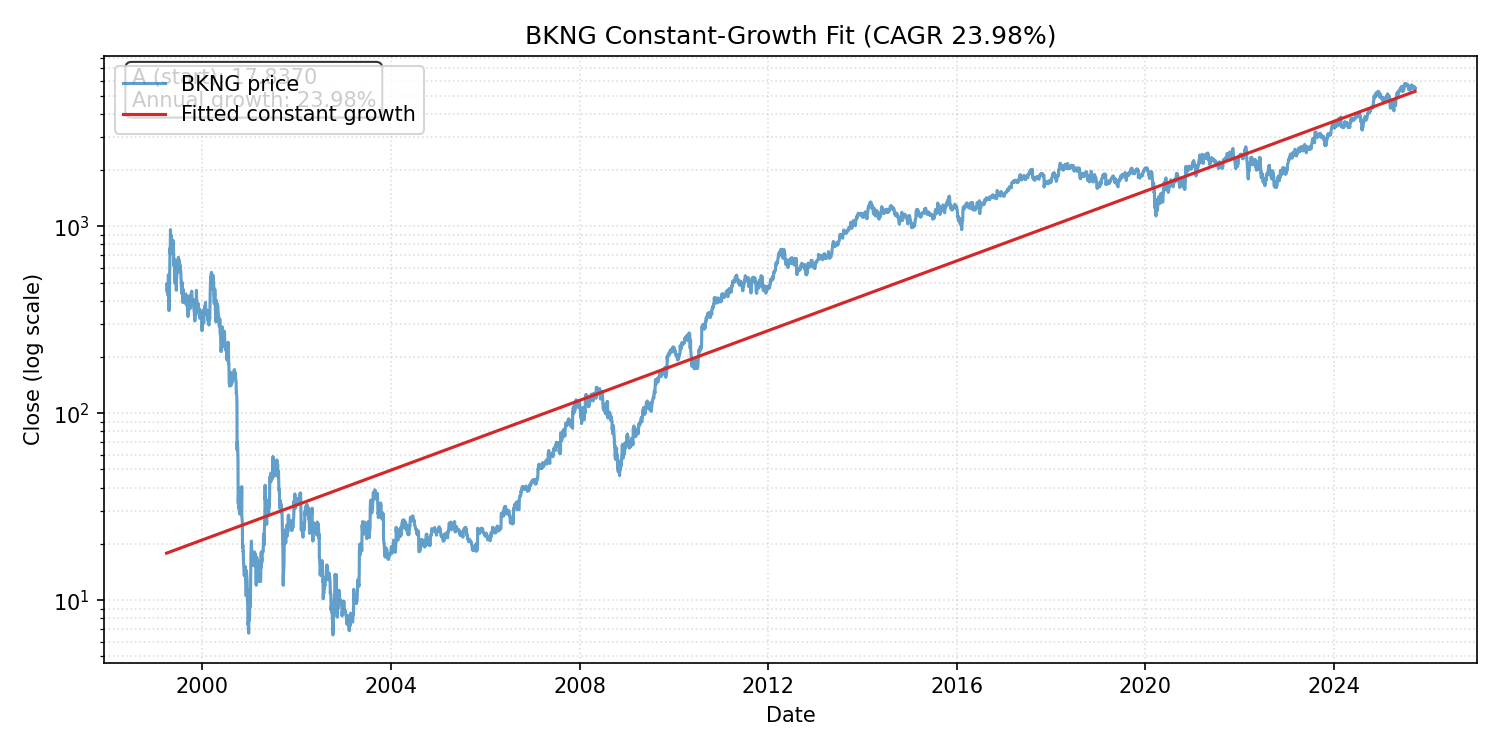 BKNG Constant-Growth Fit (CAGR 23.98%)
A (start): 17.8370
Annual growth: 23.98%
BKNG price
Fitted constant growth
Close (log scale)
10³
10²
10¹
2000
2004
2008
2012
2016
2020
2024
Date